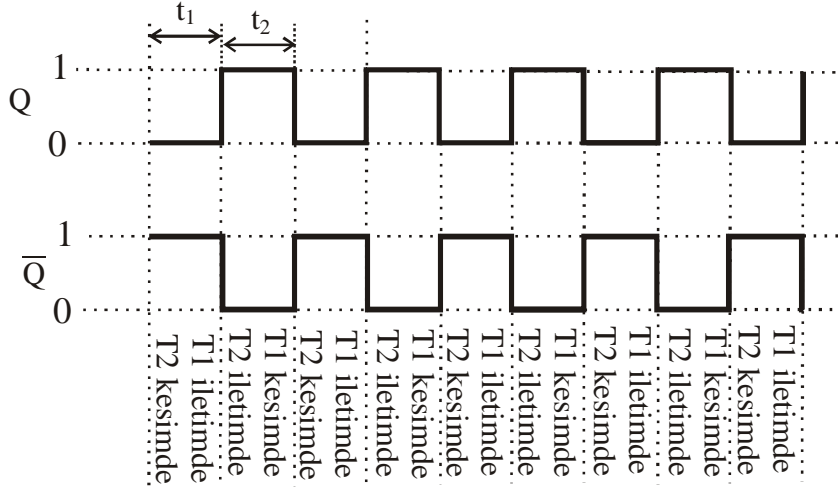 t1
t2
1
Q
0
1
Q̅
0
T1 iletimde
T2 kesimde
T1 kesimde
T2 iletimde
T1 iletimde
T2 kesimde
T1 kesimde
T2 iletimde
T1 iletimde
T2 kesimde
T1 kesimde
T2 iletimde
T1 iletimde
T2 kesimde
T1 kesimde
T2 iletimde
T1 iletimde
T2 kesimde